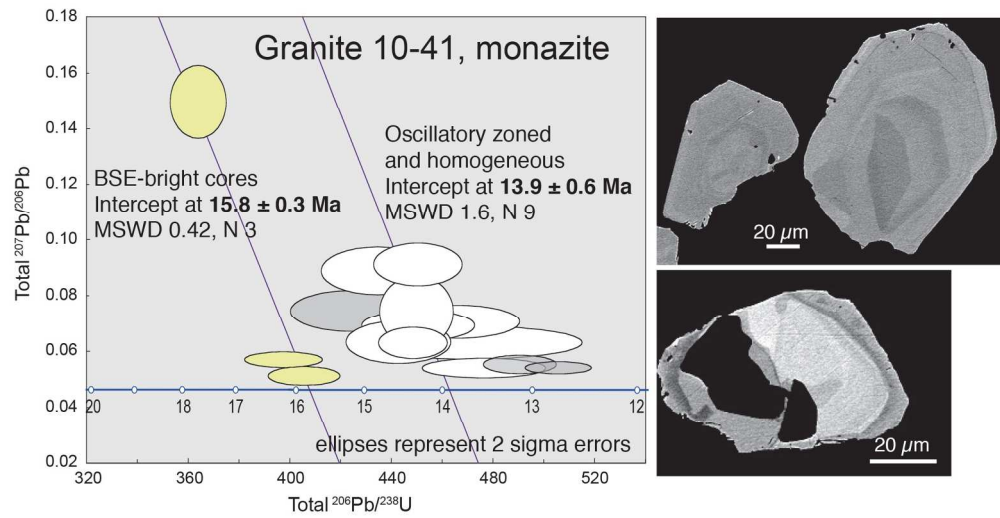 Granite 10-41, monazite
0.18
0.16
0.14
0.12
0.10
0.08
0.06
0.04
0.02
Total ²⁰⁷Pb/²⁰⁶Pb
BSE-bright cores
Intercept at 15.8 ± 0.3 Ma
MSWD 0.42, N 3
Oscillatory zoned
and homogeneous
Intercept at 13.9 ± 0.6 Ma
MSWD 1.6, N 9
20 18 17 16 15 14 13 12
ellipses represent 2 sigma errors
320 360 400 440 480 520
Total ²⁰⁶Pb/²³⁸U
20 µm
20 µm